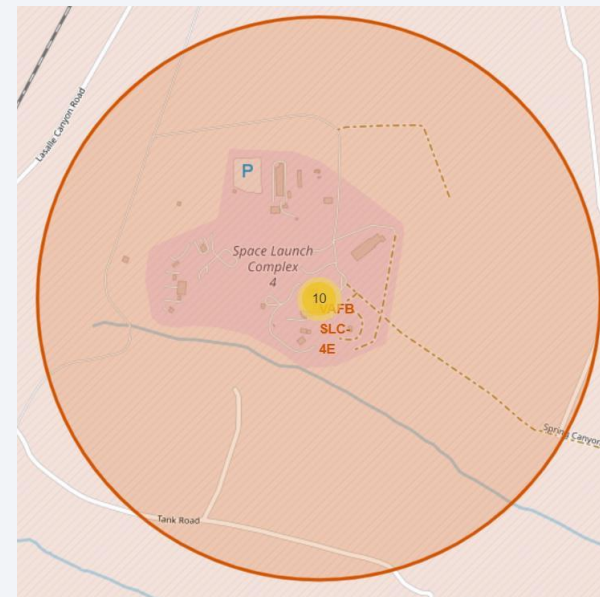 Lasalle Canyon Road
P
Space Launch
Complex
4
10
VAFB
SLC-
4E
Spring Canyon
Tank Road